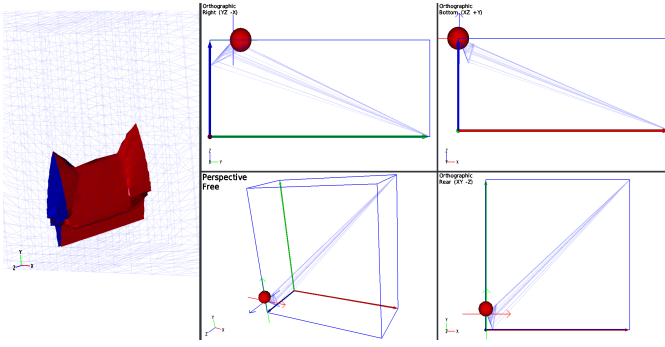 Orthographic
Right (YZ -X)
Z
Y
Orthographic
Bottom (XZ +Y)
Z
X
Y
Z
X
Perspective
Free
Y
Z
X
Orthographic
Rear (XY -Z)
Y
X